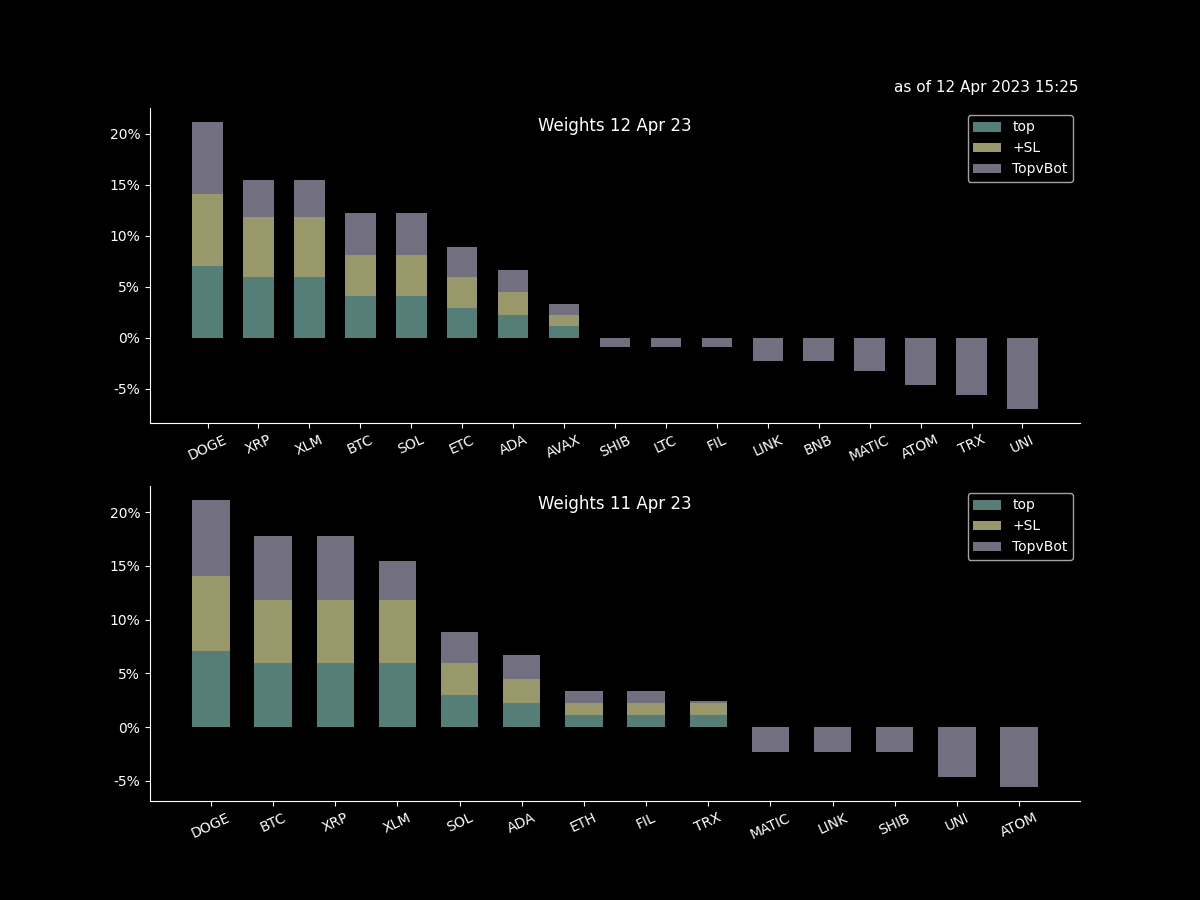 as of 12 Apr 2023 15:25
Weights 12 Apr 23
top
+SL
TopvBot
20%
15%
10%
5%
0%
-5%
DOGE XRP XLM BTC SOL ETC ADA AVAX SHIB LTC FIL LINK BNB MATIC ATOM TRX UNI
Weights 11 Apr 23
top
+SL
TopvBot
20%
15%
10%
5%
0%
-5%
DOGE BTC XRP XLM SOL ADA ETH FIL TRX MATIC LINK SHIB UNI ATOM